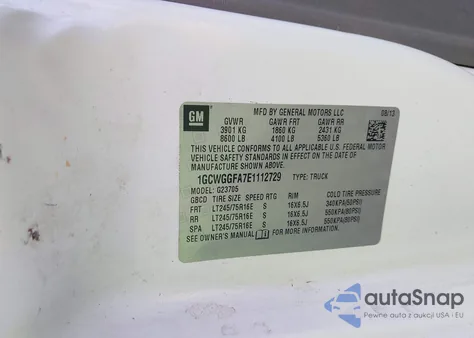 GM
MFD BY GENERAL MOTORS LLC 08/13
GVWR GAWR FRT GAWR RR
3901 KG 1860 KG 2431 KG
8600 LB 4100 LB 5360 LB
THIS VEHICLE CONFORMS TO ALL APPLICABLE U.S. FEDERAL MOTOR
VEHICLE SAFETY STANDARDS IN EFFECT ON THE DATE OF
MANUFACTURE SHOWN ABOVE.
1GCWGGFA7E1112729 TYPE: TRUCK
MODEL: G23705
GBCD TIRE SIZE SPEED RTG RIM COLD TIRE PRESSURE
FRT LT245/75R16E S 16X6.5J 340KPA(50PSI)
RR LT245/75R16E S 16X6.5J 550KPA(80PSI)
SPA LT245/75R16E S 16X6.5J 550KPA(80PSI)
SEE OWNER'S MANUAL
autoSnap
Pewne auta z aukcji USA i EU